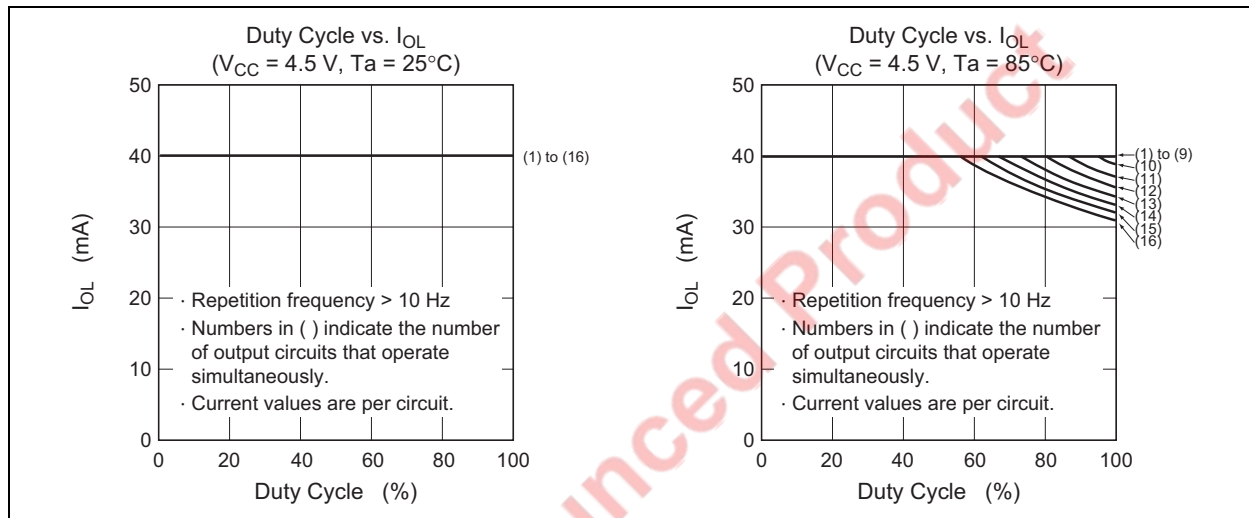 Duty Cycle vs. IOL
(VCC = 4.5 V, Ta = 25°C)
50
40
30
20
10
0
IOL (mA)
(1) to (16)
· Repetition frequency > 10 Hz
· Numbers in ( ) indicate the number
of output circuits that operate
simultaneously.
· Current values are per circuit.
0 20 40 60 80 100
Duty Cycle (%)
Duty Cycle vs. IOL
(VCC = 4.5 V, Ta = 85°C)
50
40
30
20
10
0
IOL (mA)
(1) to (9)
(10)
(11)
(12)
(13)
(14)
(15)
(16)
· Repetition frequency > 10 Hz
· Numbers in ( ) indicate the number
of output circuits that operate
simultaneously.
· Current values are per circuit.
0 20 40 60 80 100
Duty Cycle (%)
unced Product